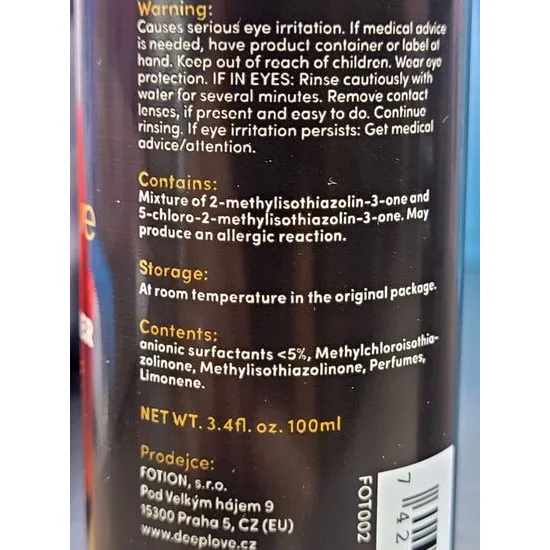 Warning:
Causes serious eye irritation. If medical advice
is needed, have product container or label at
hand. Keep out of reach of children. Wear eye
protection. IF IN EYES: Rinse cautiously with
water for several minutes. Remove contact
lenses, if present and easy to do. Continue
rinsing. If eye irritation persists: Get medical
advice/attention.
Contains:
Mixture of 2-methylisothiazolin-3-one and
5-chloro-2-methylisothiazolin-3-one. May
produce an allergic reaction.
Storage:
At room temperature in the original package.
Contents:
anionic surfactants <5%, Methylchloroisothia-
zolinone, Methylisothiazolinone, Perfumes,
Limonene.
NET WT. 3.4fl. oz. 100ml
Prodejce:
FOTION, s.r.o.
Pod Velkým hájem 9
15300 Praha 5, CZ (EU)
www.deeplove.cz
FOT002
7 42
e
R